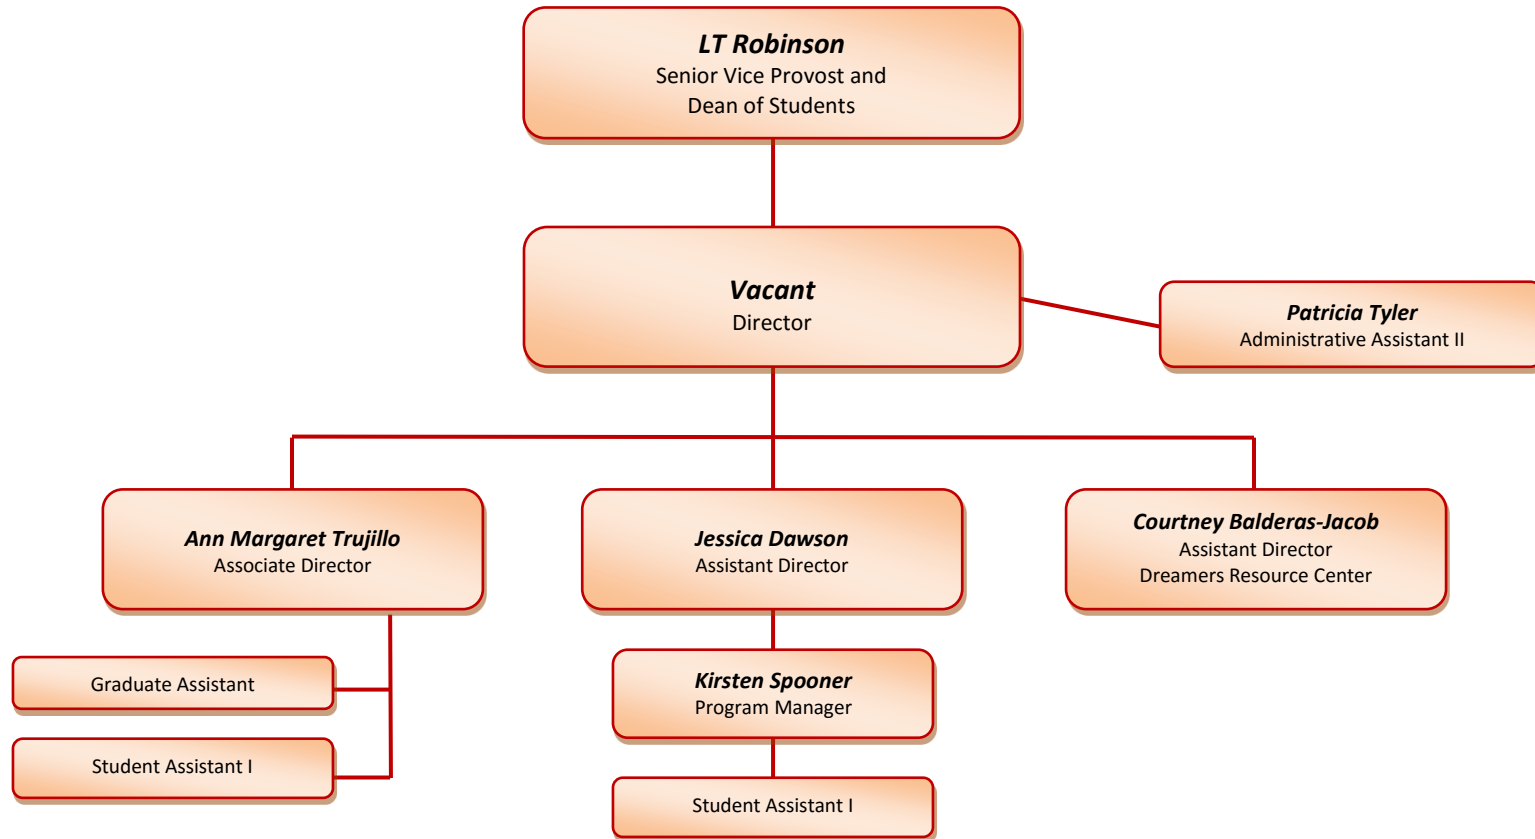 LT Robinson
Senior Vice Provost and
Dean of Students
Vacant
Director
Patricia Tyler
Administrative Assistant II
Ann Margaret Trujillo
Associate Director
Jessica Dawson
Assistant Director
Courtney Balderas-Jacob
Assistant Director
Dreamers Resource Center
Graduate Assistant
Student Assistant I
Kirsten Spooner
Program Manager
Student Assistant I